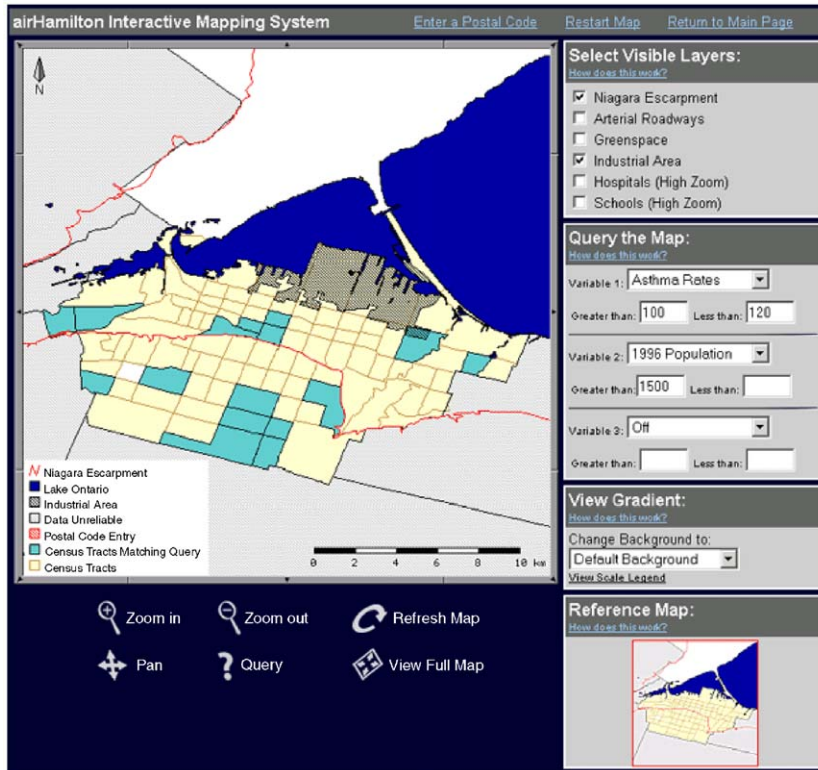 airHamilton Interactive Mapping System   Enter a Postal Code   Restart Map   Return to Main Page
N
Niagara Escarpment
Lake Ontario
Industrial Area
Data Unreliable
Postal Code Entry
Census Tracts Matching Query
Census Tracts
0 2 4 6 8 10 km
Zoom in   Zoom out   Refresh Map
Pan   Query   View Full Map
Select Visible Layers:
How does this work?
Niagara Escarpment
Arterial Roadways
Greenspace
Industrial Area
Hospitals (High Zoom)
Schools (High Zoom)
Query the Map:
How does this work?
Variable 1: Asthma Rates
Greater than: 100 Less than: 120
Variable 2: 1996 Population
Greater than: 1500 Less than:
Variable 3: Off
Greater than: Less than:
View Gradient:
How does this work?
Change Background to:
Default Background
View Scale Legend
Reference Map:
How does this work?